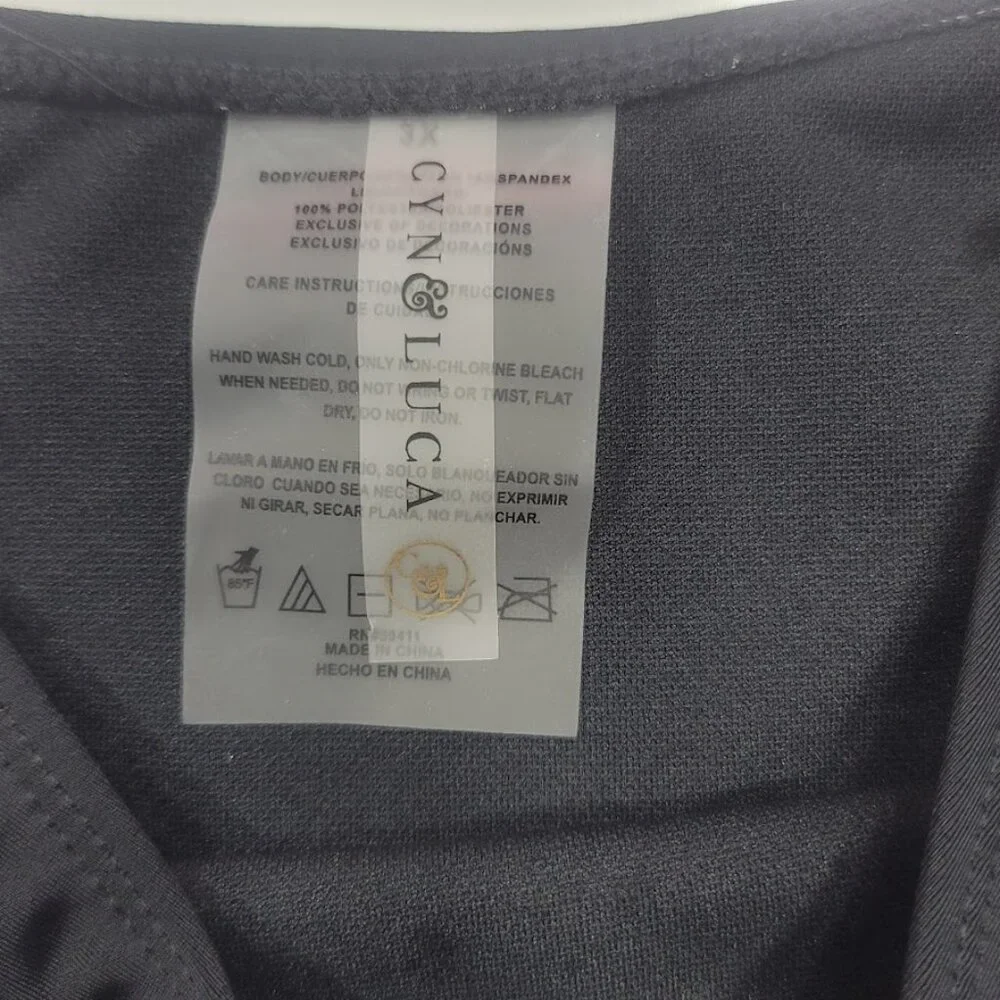 3X
CYN & LUCA
BODY/CUERPO SPANDEX
100% POLYESTER/POLIESTER
EXCLUSIVE OF DECORATIONS
EXCLUSIVO DE DECORACIÓNS
CARE INSTRUCTIONS/INSTRUCCIONES
DE CUIDADO
HAND WASH COLD, ONLY NON-CHLORINE BLEACH
WHEN NEEDED, DO NOT WRING OR TWIST, FLAT
DRY, DO NOT IRON.
LAVAR A MANO EN FRIO, SOLO BLANQUEADOR SIN
CLORO CUANDO SEA NECESARIO, NO EXPRIMIR
NI GIRAR, SECAR PLANA, NO PLANCHAR.
85°F
MADE IN CHINA
HECHO EN CHINA